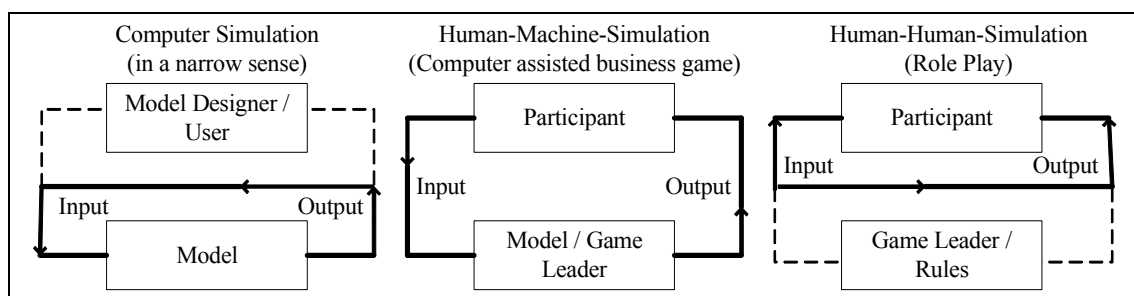 Computer Simulation
(in a narrow sense)
Model Designer /
User
Input
Output
Model
Human-Machine-Simulation
(Computer assisted business game)
Participant
Input
Output
Model / Game
Leader
Human-Human-Simulation
(Role Play)
Participant
Input
Output
Game Leader /
Rules